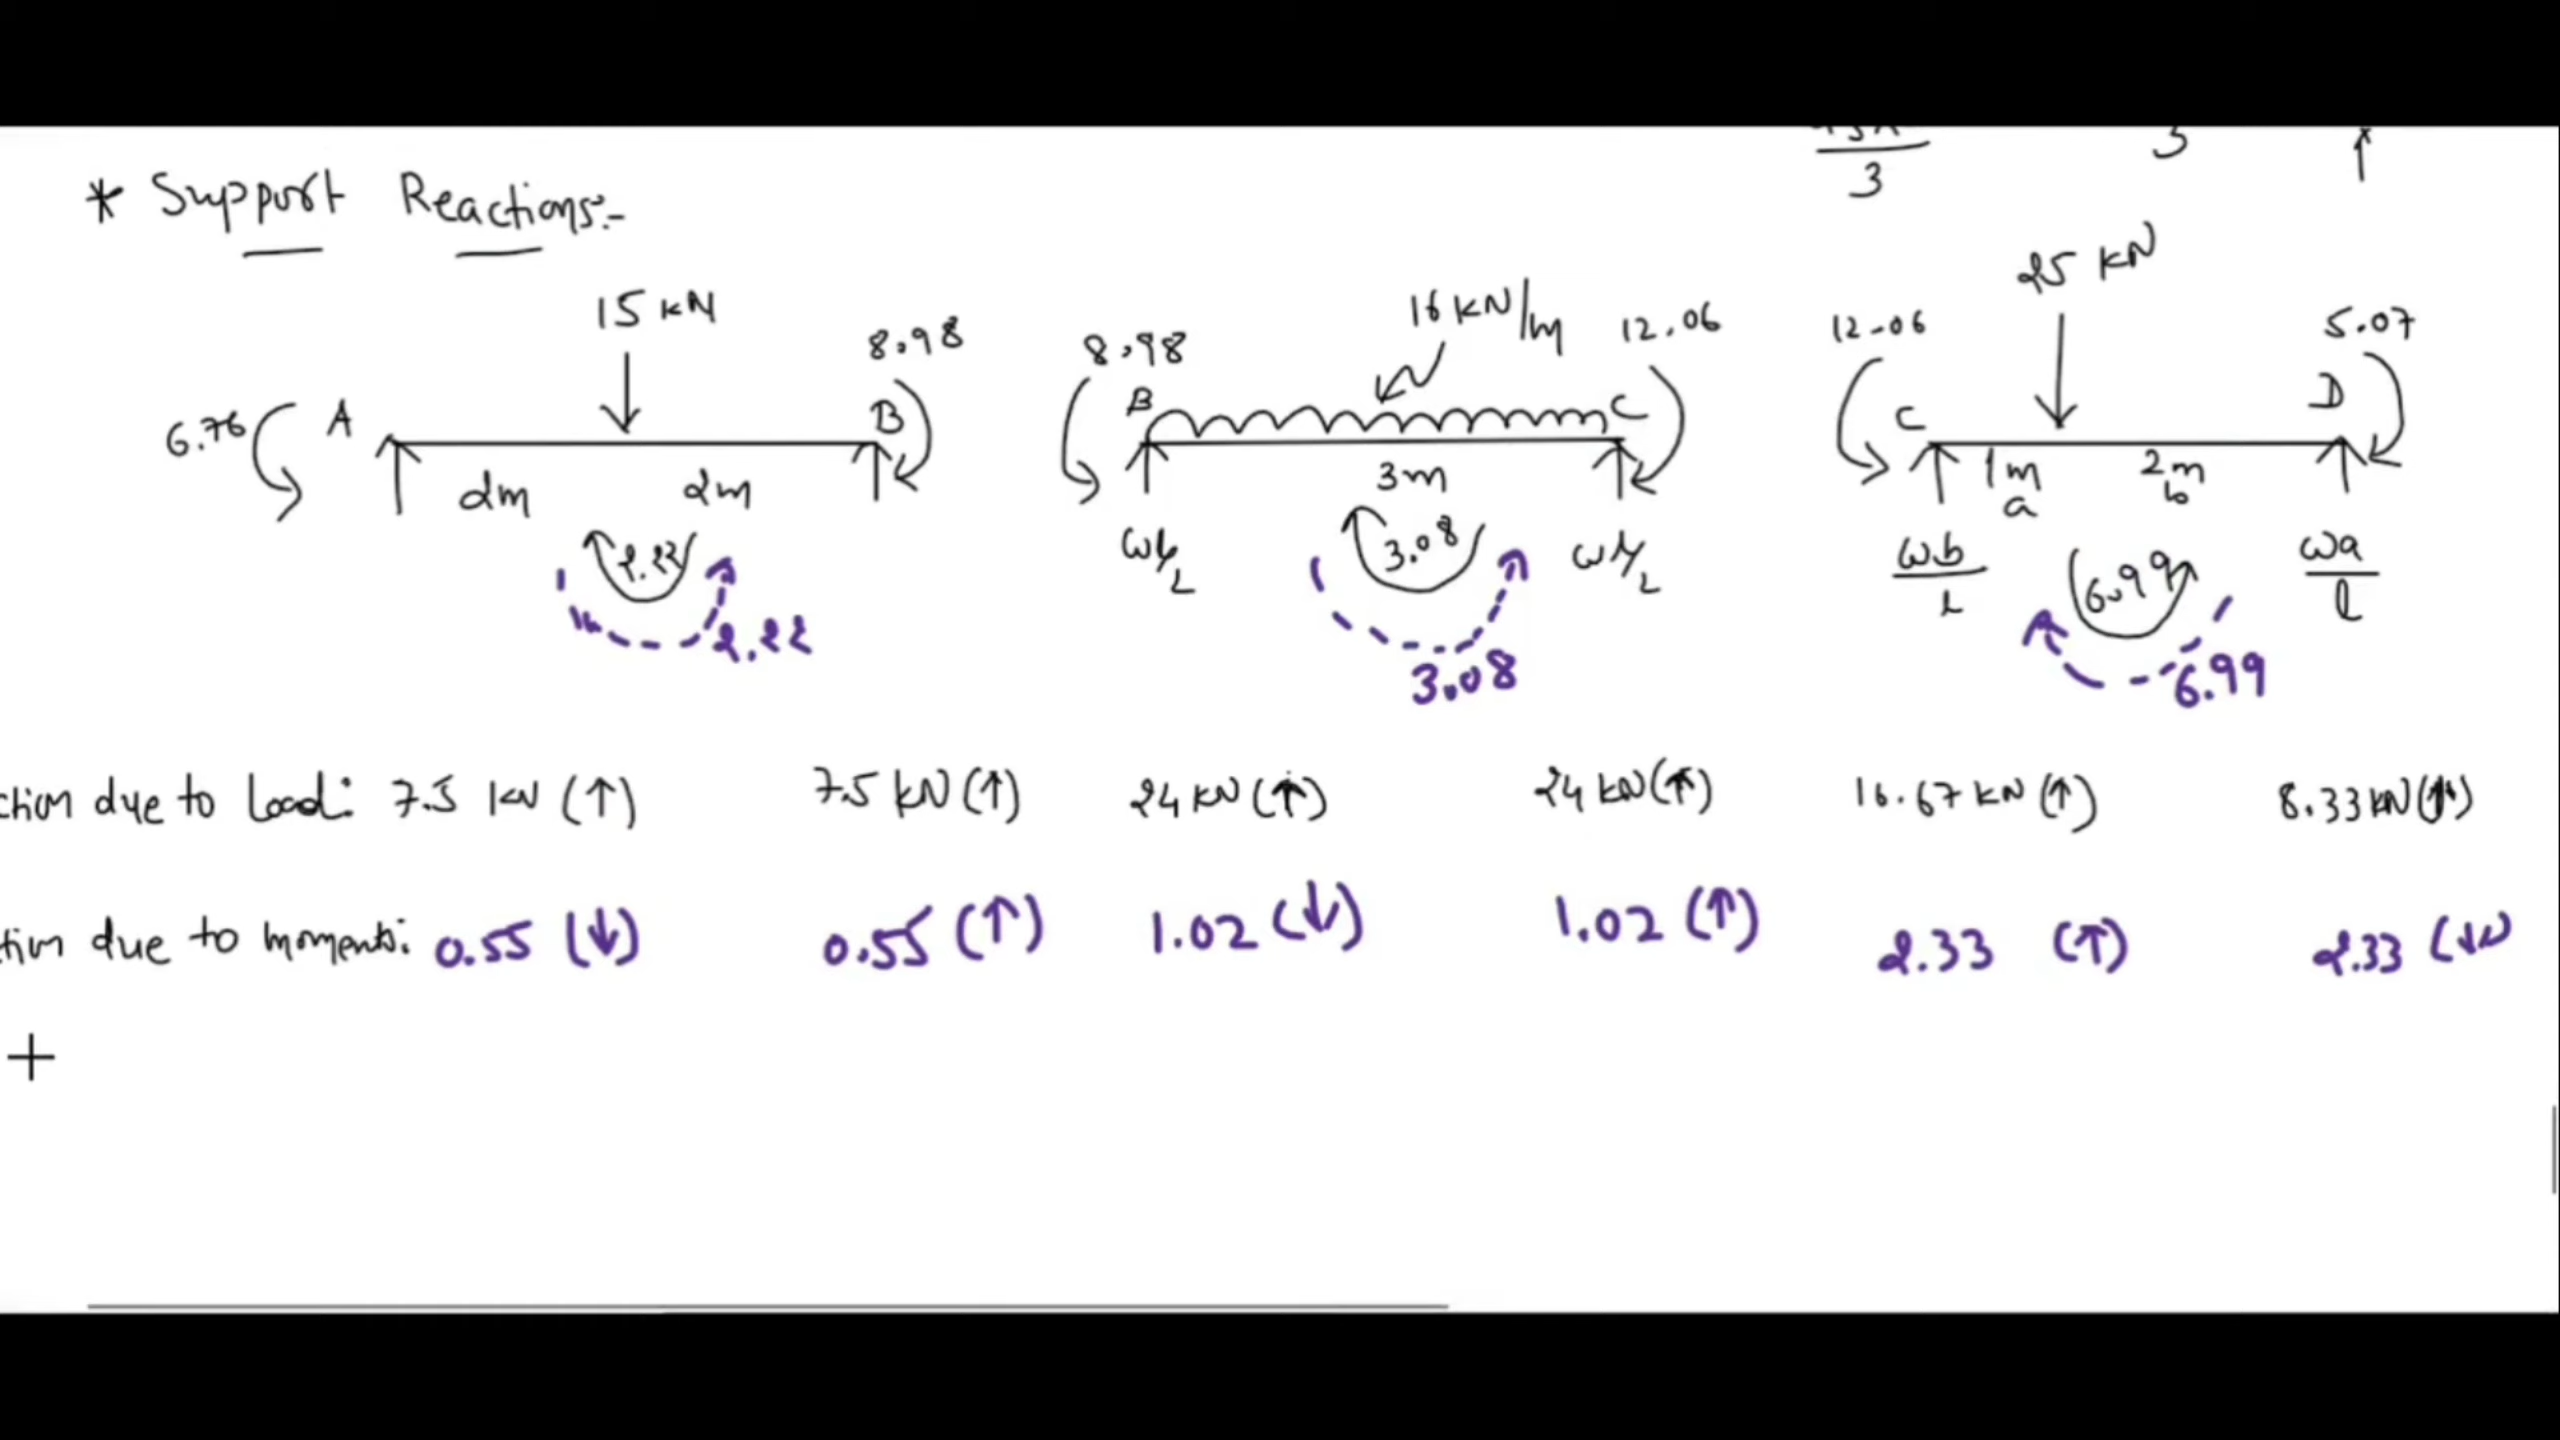 3
3
* Support Reactions:-
15 kN
8.98
8.98
16 kN/m
12.06
12.06
25 kN
5.07
6.76
A
B
B
C
C
D
2m
2m
3m
1m
2m
a
b
2.22
ωl/2
3.08
ωl/2
ωb
L
6.99
ωa
l
2.22
3.08
6.99
ction due to Load: 7.5 kN (↑) 7.5 kN (↑) 24 kN (↑) 24 kN (↑) 16.67 kN (↑) 8.33 kN (↑)
tion due to moments: 0.55 (↓) 0.55 (↑) 1.02 (↓) 1.02 (↑) 2.33 (↑) 2.33 (↓)